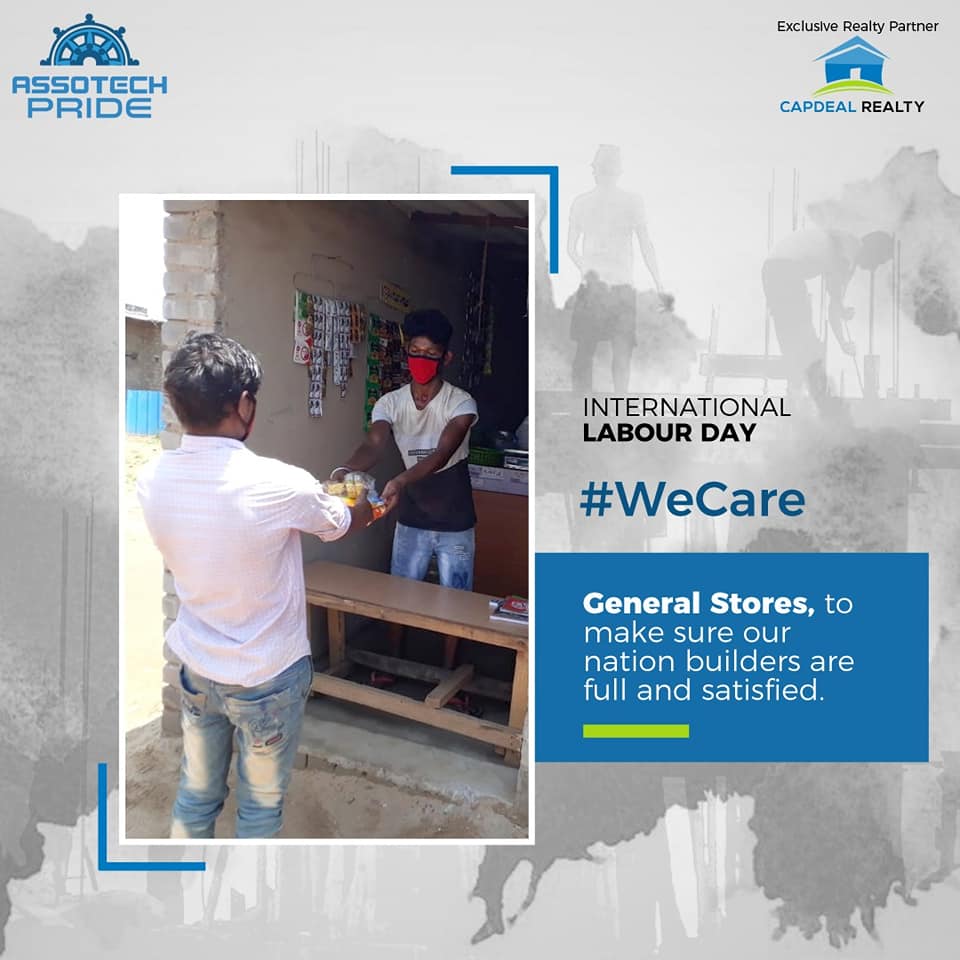 ASSOTECH
PRIDE
Exclusive Realty Partner
CAPDEAL REALTY
INTERNATIONAL
LABOUR DAY
#WeCare
General Stores, to
make sure our
nation builders are
full and satisfied.